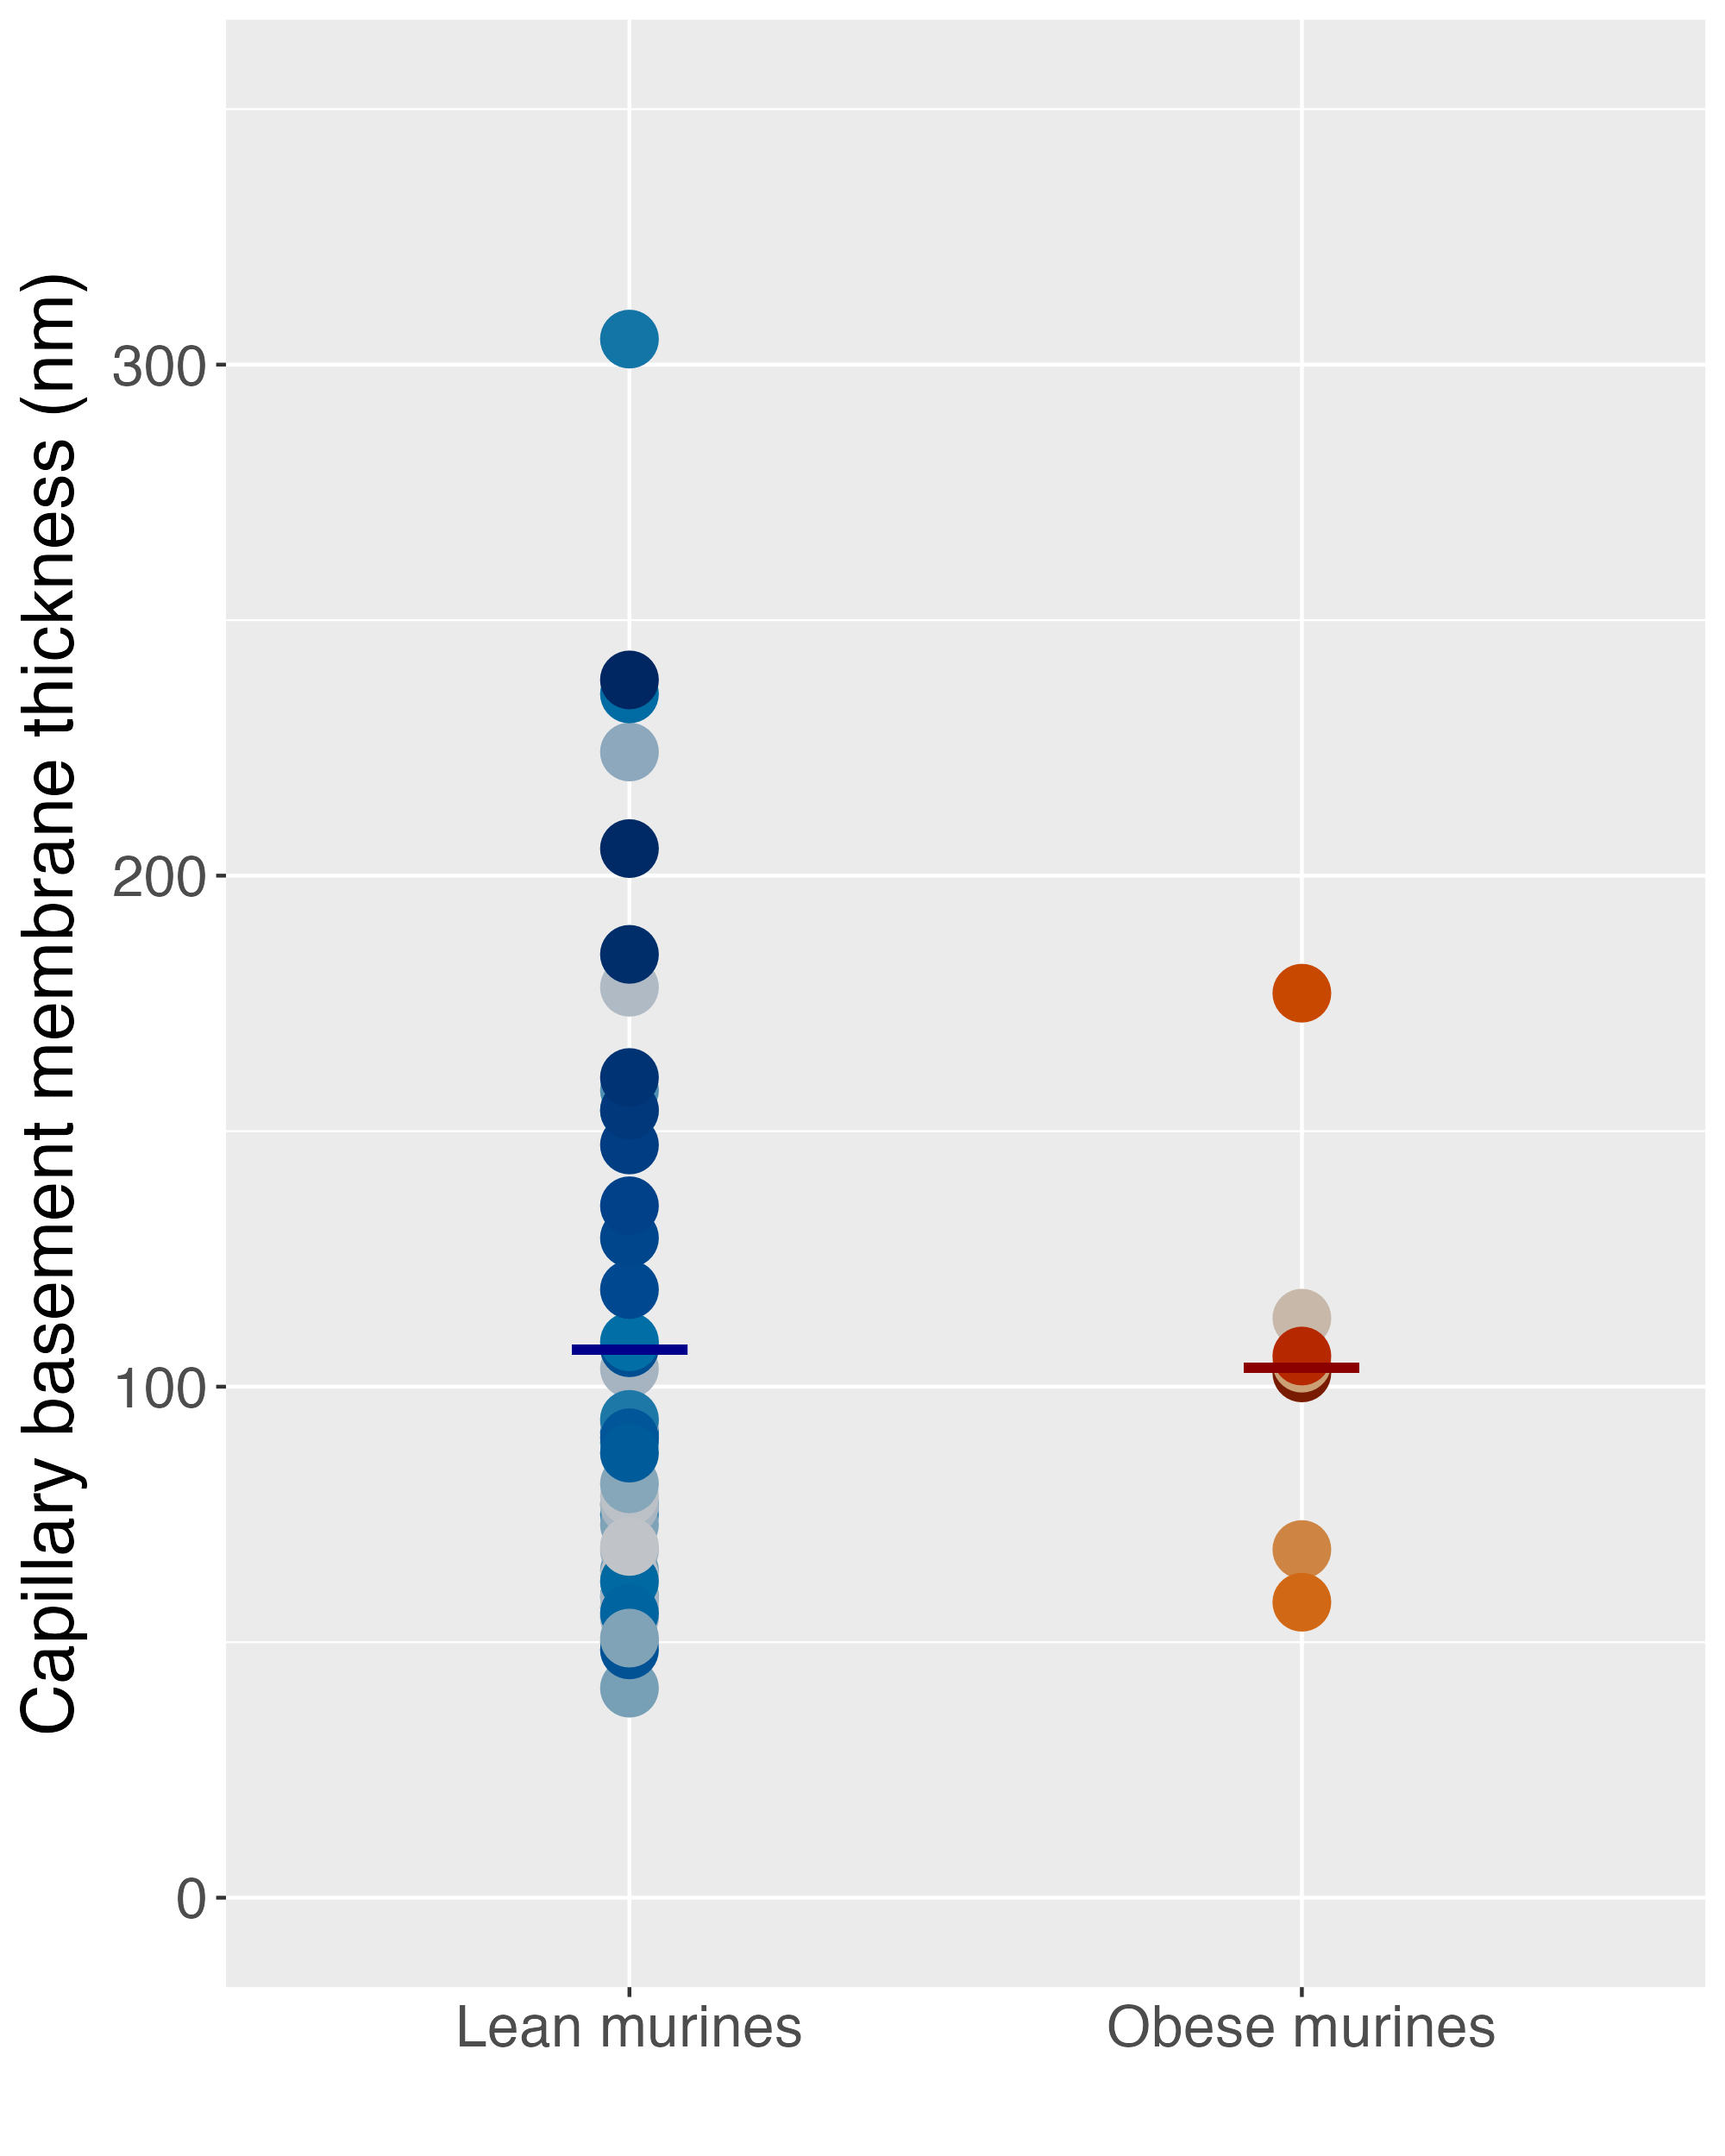 Capillary basement membrane thickness (nm)
300
200
100
0
Lean murines
Obese murines